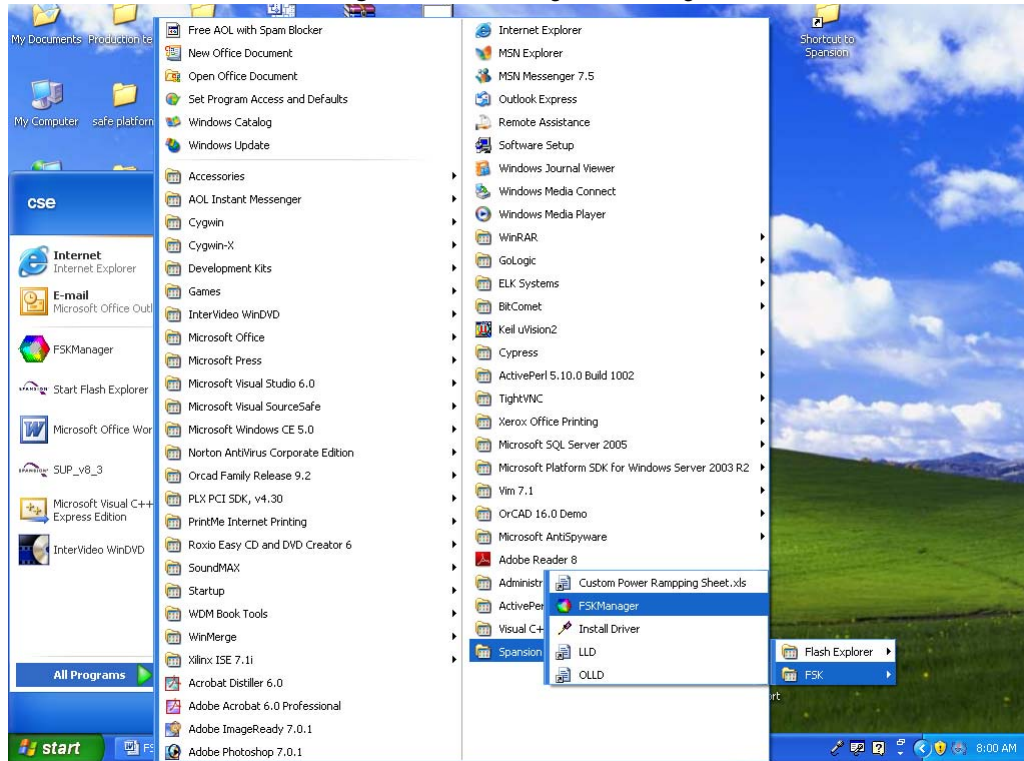 My Documents
Production te
My Computer
safe platform
Shortcut to
Spansion
cse
Internet
Internet Explorer
E-mail
Microsoft Office Outl
FSKManager
Start Flash Explorer
Microsoft Office Wor
SUP_v8_3
Microsoft Visual C++
Express Edition
InterVideo WinDVD
All Programs
Free AOL with Spam Blocker
New Office Document
Open Office Document
Set Program Access and Defaults
Windows Catalog
Windows Update
Accessories
AOL Instant Messenger
Cygwin
Cygwin-X
Development Kits
Games
InterVideo WinDVD
Microsoft Office
Microsoft Press
Microsoft Visual Studio 6.0
Microsoft Visual SourceSafe
Microsoft Windows CE 5.0
Norton AntiVirus Corporate Edition
Orcad Family Release 9.2
PLX PCI SDK, v4.30
PrintMe Internet Printing
Roxio Easy CD and DVD Creator 6
SoundMAX
Startup
WDM Book Tools
WinMerge
Xilinx ISE 7.1i
Acrobat Distiller 6.0
Adobe Acrobat 6.0 Professional
Adobe ImageReady 7.0.1
Adobe Photoshop 7.0.1
Internet Explorer
MSN Explorer
MSN Messenger 7.5
Outlook Express
Remote Assistance
Software Setup
Windows Journal Viewer
Windows Media Connect
Windows Media Player
WinRAR
GoLogic
ELK Systems
BitComet
Keil uVision2
Cypress
ActivePerl 5.10.0 Build 1002
TightVNC
Xerox Office Printing
Microsoft SQL Server 2005
Microsoft Platform SDK for Windows Server 2003 R2
Vim 7.1
OrCAD 16.0 Demo
Microsoft AntiSpyware
Adobe Reader 8
Administr
ActivePer
Visual C+
Spansion
Custom Power Rampping Sheet.xls
FSKManager
Install Driver
LLD
OLLD
Flash Explorer
FSK
start
FS
8:00 AM